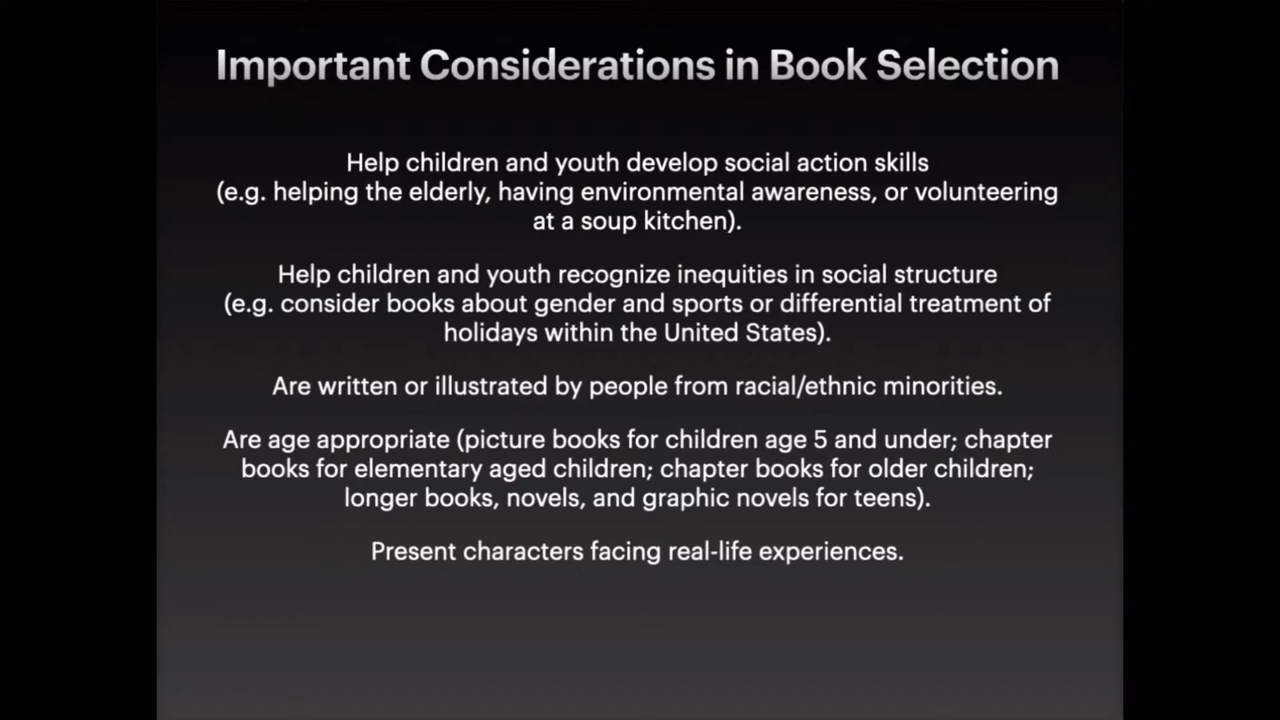 Important Considerations in Book Selection
Help children and youth develop social action skills
(e.g. helping the elderly, having environmental awareness, or volunteering
at a soup kitchen).
Help children and youth recognize inequities in social structure
(e.g. consider books about gender and sports or differential treatment of
holidays within the United States).
Are written or illustrated by people from racial/ethnic minorities.
Are age appropriate (picture books for children age 5 and under; chapter
books for elementary aged children; chapter books for older children;
longer books, novels, and graphic novels for teens).
Present characters facing real-life experiences.